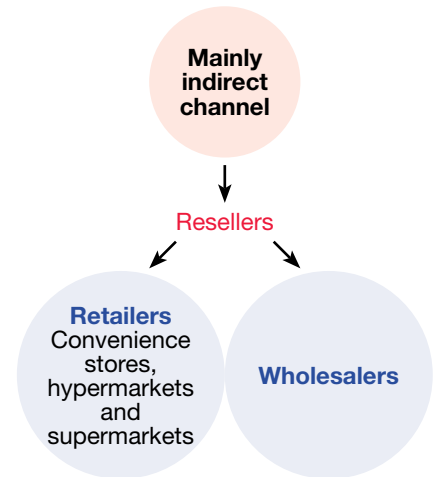 Mainly
indirect
channel
Resellers
Retailers
Convenience
stores,
hypermarkets
and
supermarkets
Wholesalers